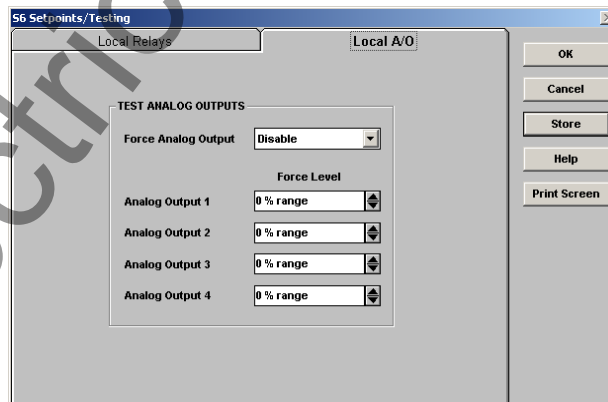 S6 Setpoints/Testing
Local Relays
Local A/O
OK
Cancel
Store
Help
Print Screen
TEST ANALOG OUTPUTS
Force Analog Output
Disable
Force Level
Analog Output 1
0 % range
Analog Output 2
0 % range
Analog Output 3
0 % range
Analog Output 4
0 % range